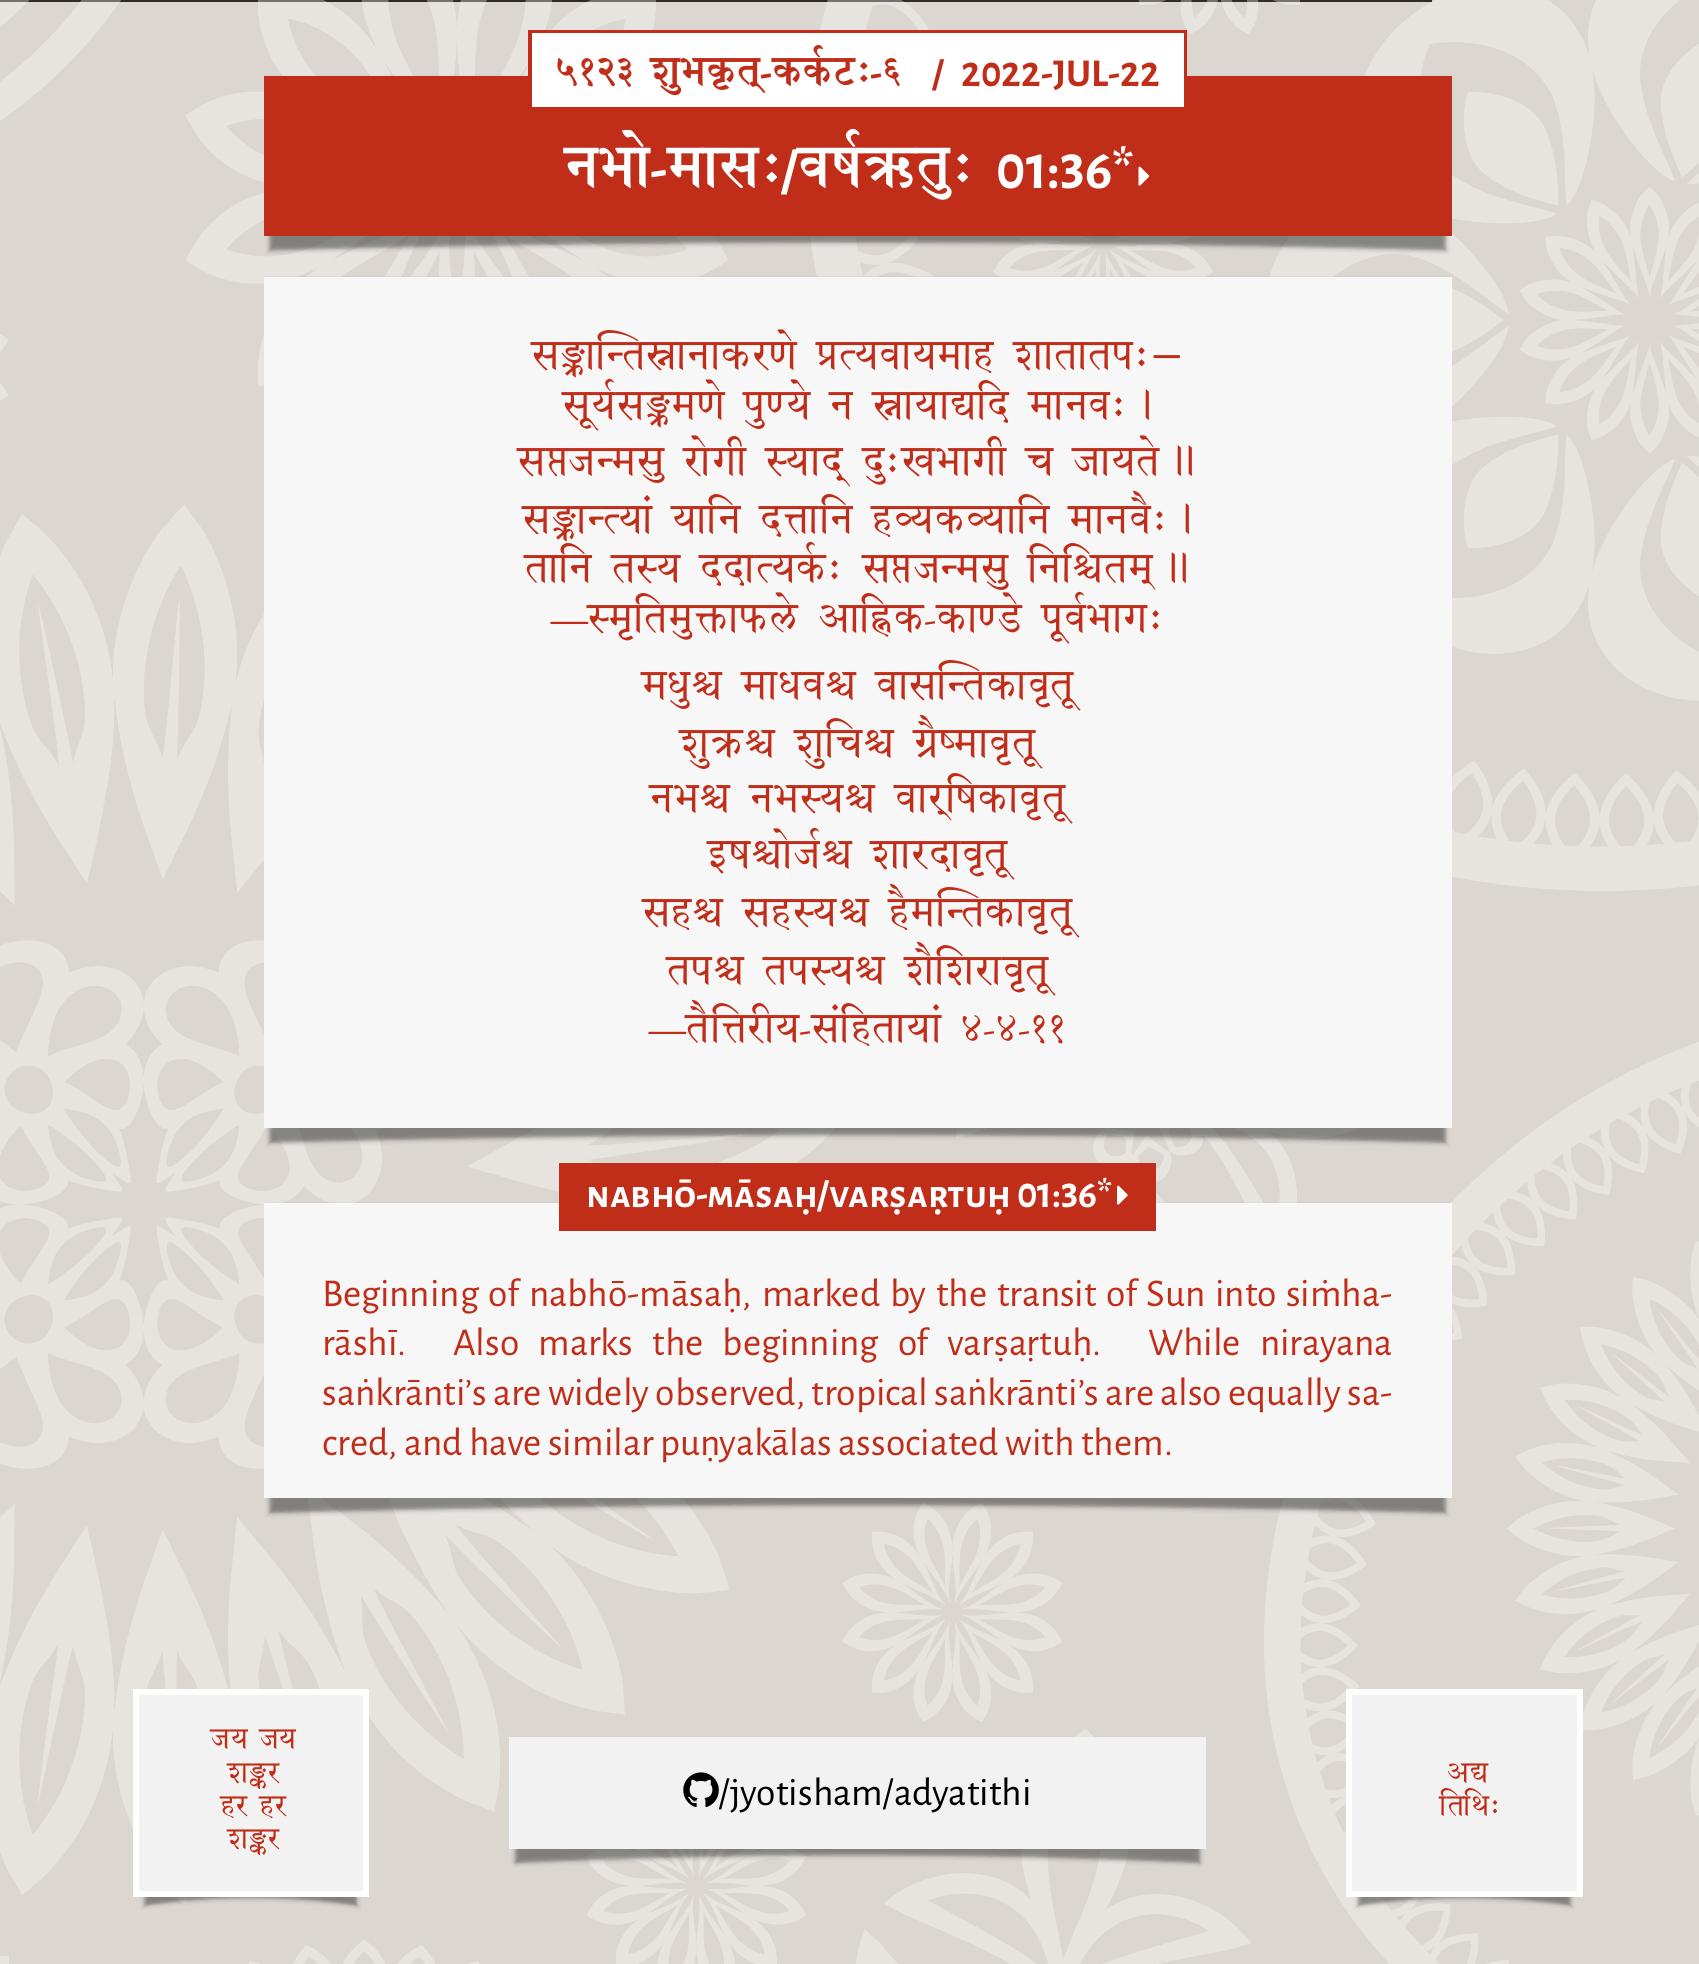 ५१२३ शुभकृत्-कर्कटः-६ / 2022-JUL-22
नभो-मासः/वर्षऋतुः 01:36*▸
सङ्क्रान्तिस्नानाकरणे प्रत्यवायमाह शातातपः—
सूर्यसङ्क्रमणे पुण्ये न स्नायाद्यदि मानवः ।
सप्तजन्मसु रोगी स्याद् दुःखभागी च जायते ॥
सङ्क्रान्त्यां यानि दत्तानि हव्यकव्यानि मानवैः ।
तानि तस्य ददात्यर्कः सप्तजन्मसु निश्चितम् ॥
—स्मृतिमुक्ताफले आह्निक-काण्डे पूर्वभागः
मधुश्च माधवश्च वासन्तिकावृतू
शुक्रश्च शुचिश्च ग्रैष्मावृतू
नभश्च नभस्यश्च वार्‌षिकावृतू
इषश्चोर्जश्च शारदावृतू
सहश्च सहस्यश्च हैमन्तिकावृतू
तपश्च तपस्यश्च शैशिरावृतू
—तैत्तिरीय-संहितायां ४-४-११
NABHŌ-MĀSAḤ/VARṢAṚTUḤ 01:36*▸
Beginning of nabhō-māsaḥ, marked by the transit of Sun into siṁha-
rāshī. Also marks the beginning of varṣaṛtuḥ. While nirayana
saṅkrānti’s are widely observed, tropical saṅkrānti’s are also equally sa-
cred, and have similar puṇyakālas associated with them.
जय जय
शङ्कर
हर हर
शङ्कर
/jyotisham/adyatithi
अद्य
तिथिः